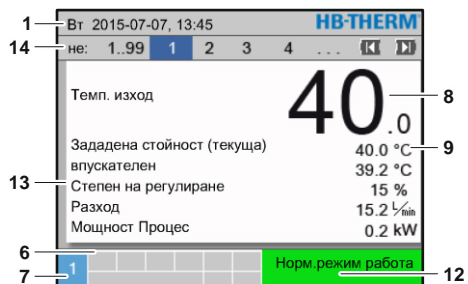 1 Вт 2015-07-07, 13:45 HB-THERM
14 не: 1..99 1 2 3 4 ...
Темп. изход 40.0 8
Зададена стойност (текуща) 40.0 °C 9
впускателен 39.2 °C
13 Степен на регулиране 15 %
Разход 15.2 L/min
Мощност Процес 0.2 kW
6
7 1 Норм.режим работа 12